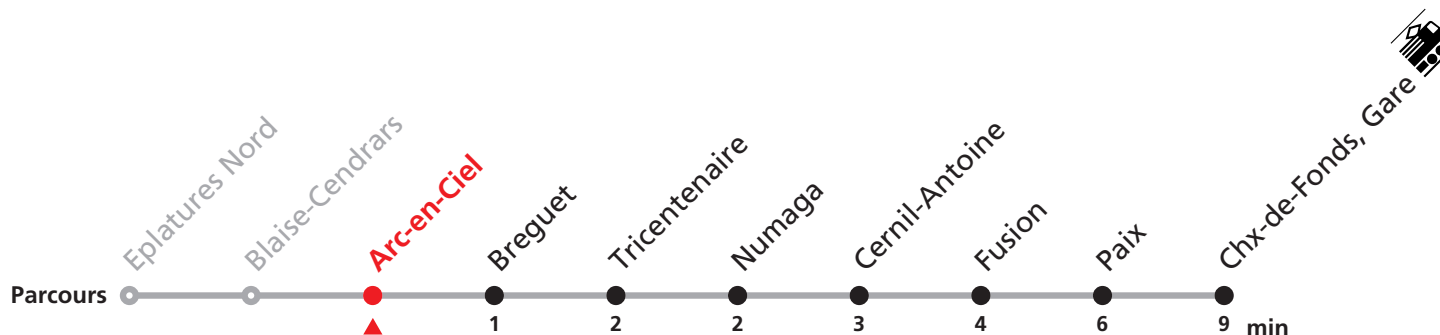 Eplatures Nord
Blaise-Cendrars
Arc-en-Ciel
Breguet
Tricentenaire
Numaga
Cernil-Antoine
Fusion
Paix
Chx-de-Fonds, Gare
Parcours
1 2 2 3 4 6 9 min